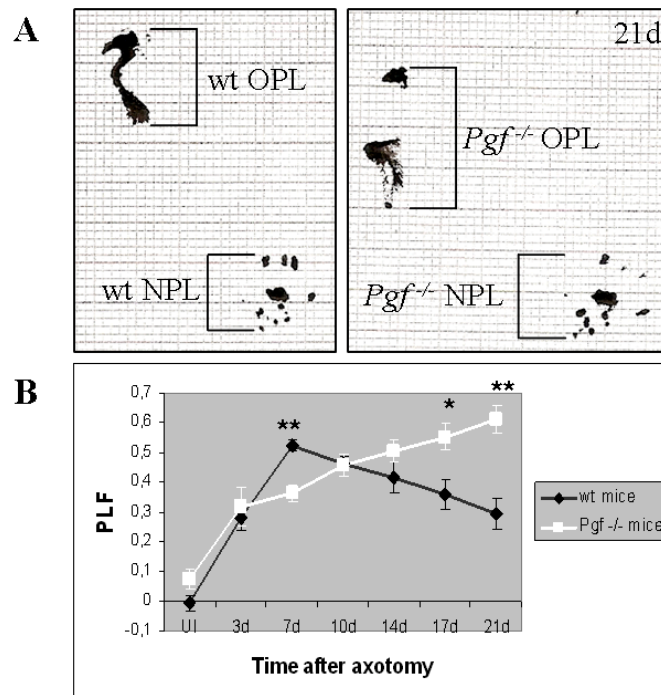 A
21d
wt OPL
Pgf -/- OPL
wt NPL
Pgf -/- NPL
B
0,7
0,6
0,5
0,4
0,3
0,2
0,1
0
-0,1
PLF
**
*
**
UI
3d
7d
10d
14d
17d
21d
Time after axotomy
wt mice
Pgf -/- mice